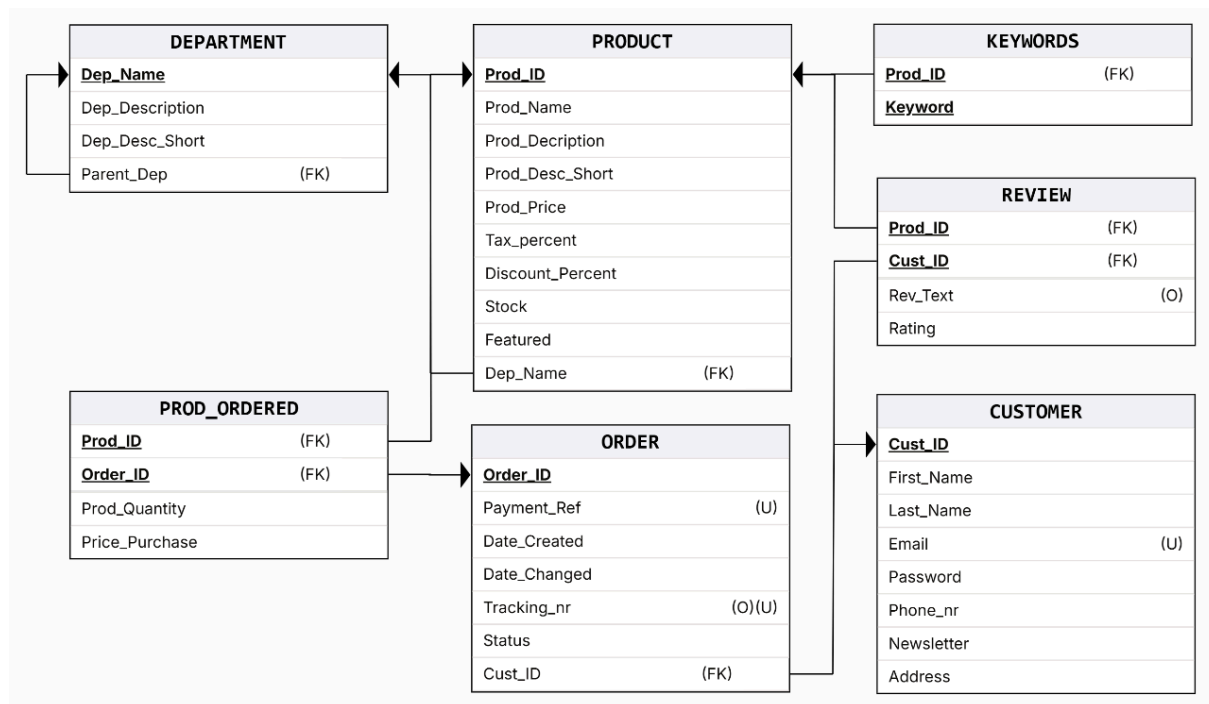 DEPARTMENT
Dep_Name
Dep_Description
Dep_Desc_Short
Parent_Dep (FK)
PRODUCT
Prod_ID
Prod_Name
Prod_Decription
Prod_Desc_Short
Prod_Price
Tax_percent
Discount_Percent
Stock
Featured
Dep_Name (FK)
KEYWORDS
Prod_ID (FK)
Keyword
REVIEW
Prod_ID (FK)
Cust_ID (FK)
Rev_Text (O)
Rating
PROD_ORDERED
Prod_ID (FK)
Order_ID (FK)
Prod_Quantity
Price_Purchase
ORDER
Order_ID
Payment_Ref (U)
Date_Created
Date_Changed
Tracking_nr (O)(U)
Status
Cust_ID (FK)
CUSTOMER
Cust_ID
First_Name
Last_Name
Email (U)
Password
Phone_nr
Newsletter
Address